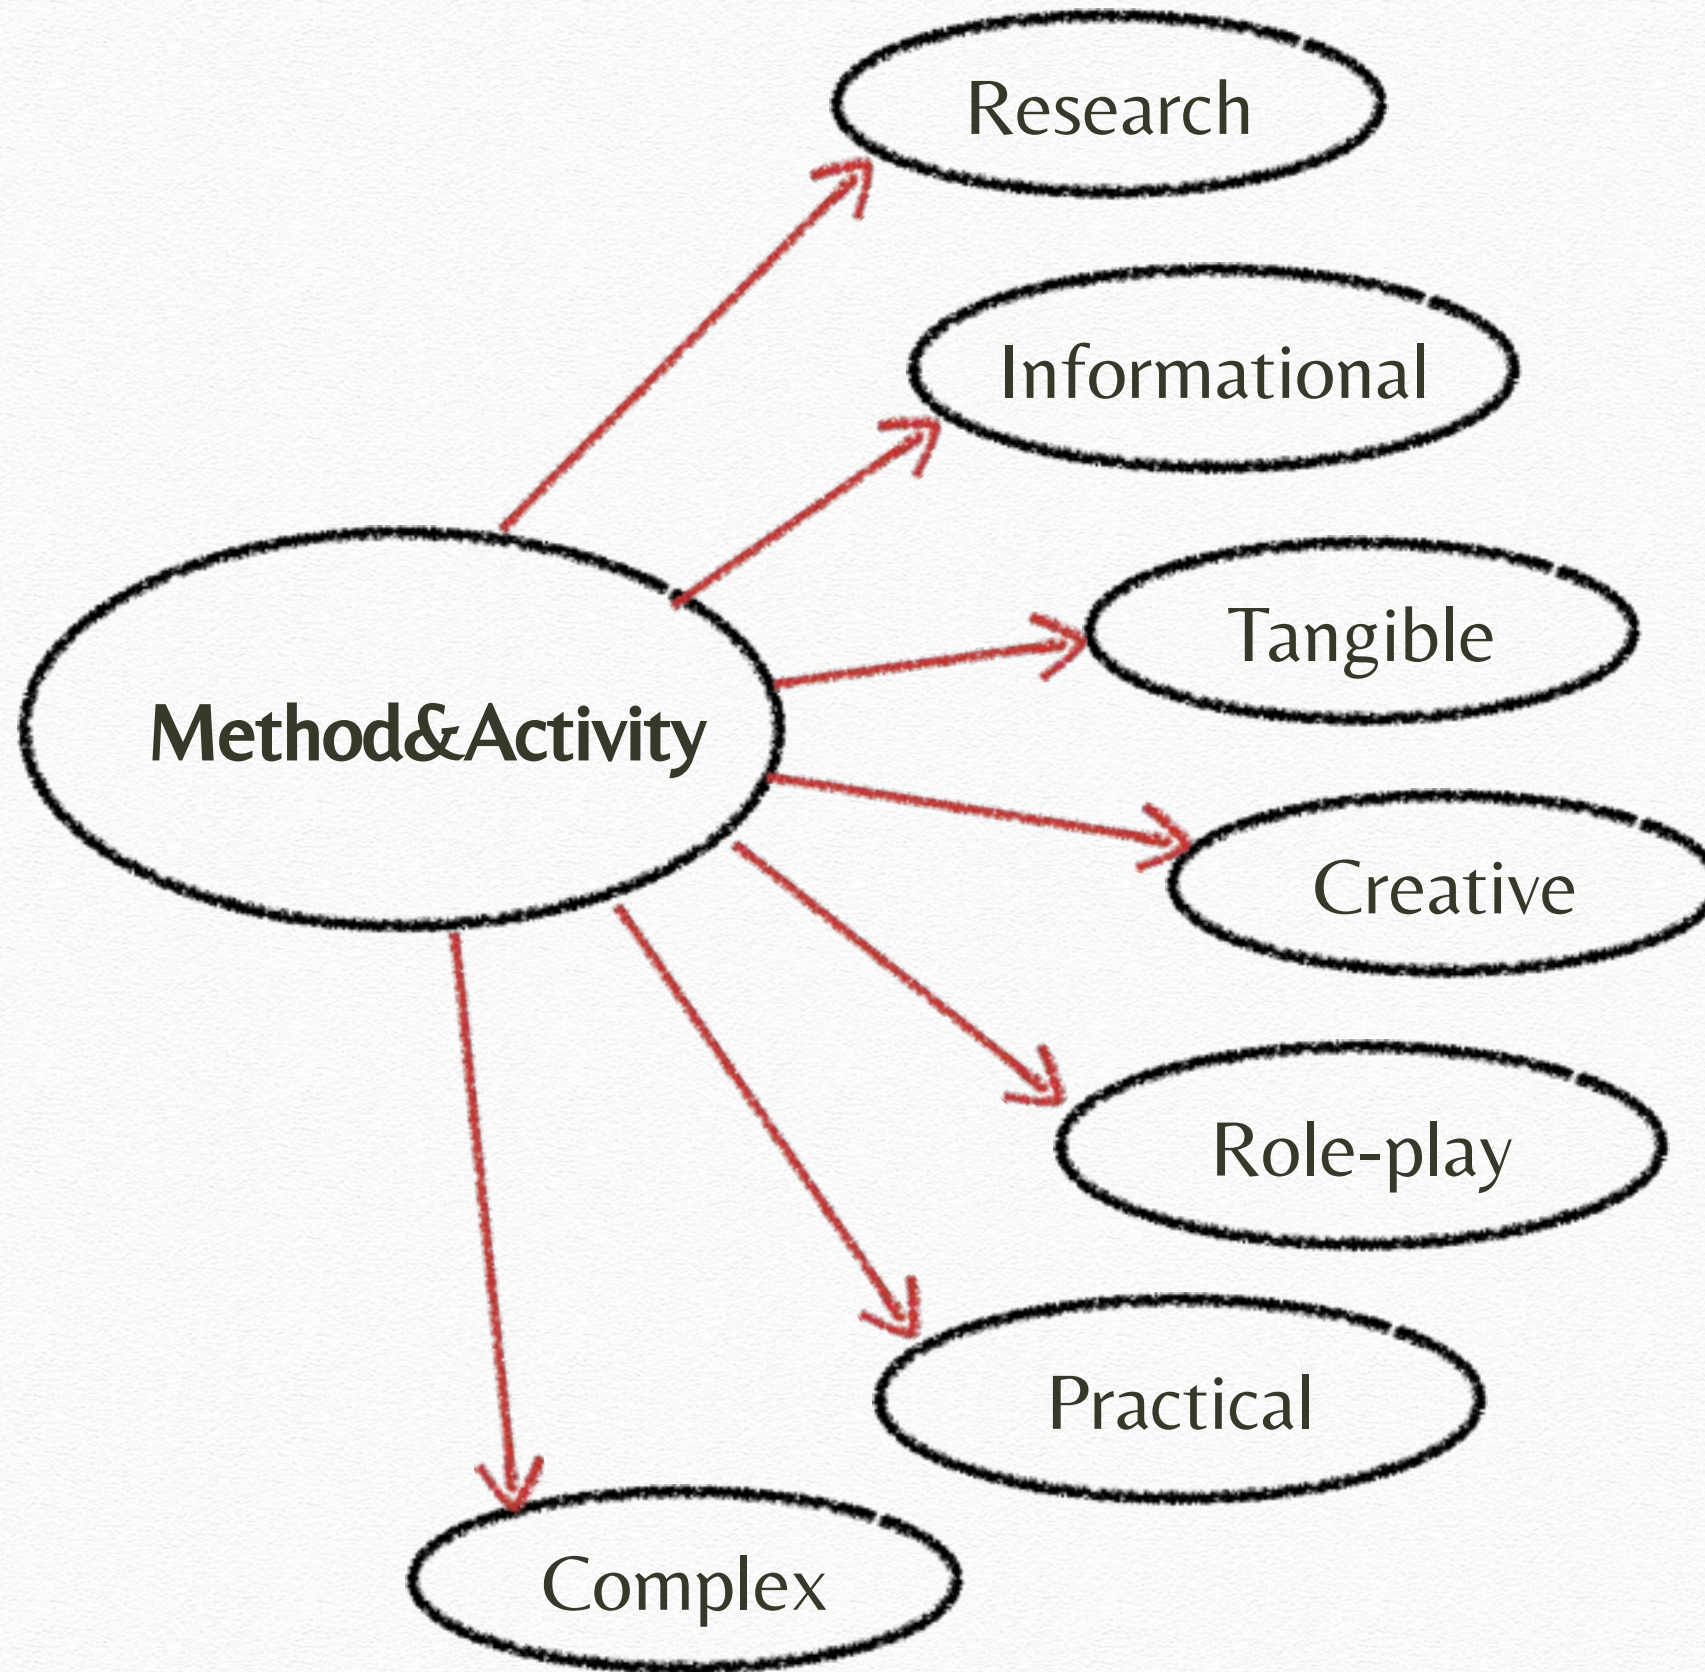 Research
Informational
Tangible
Method&Activity
Creative
Role-play
Practical
Complex